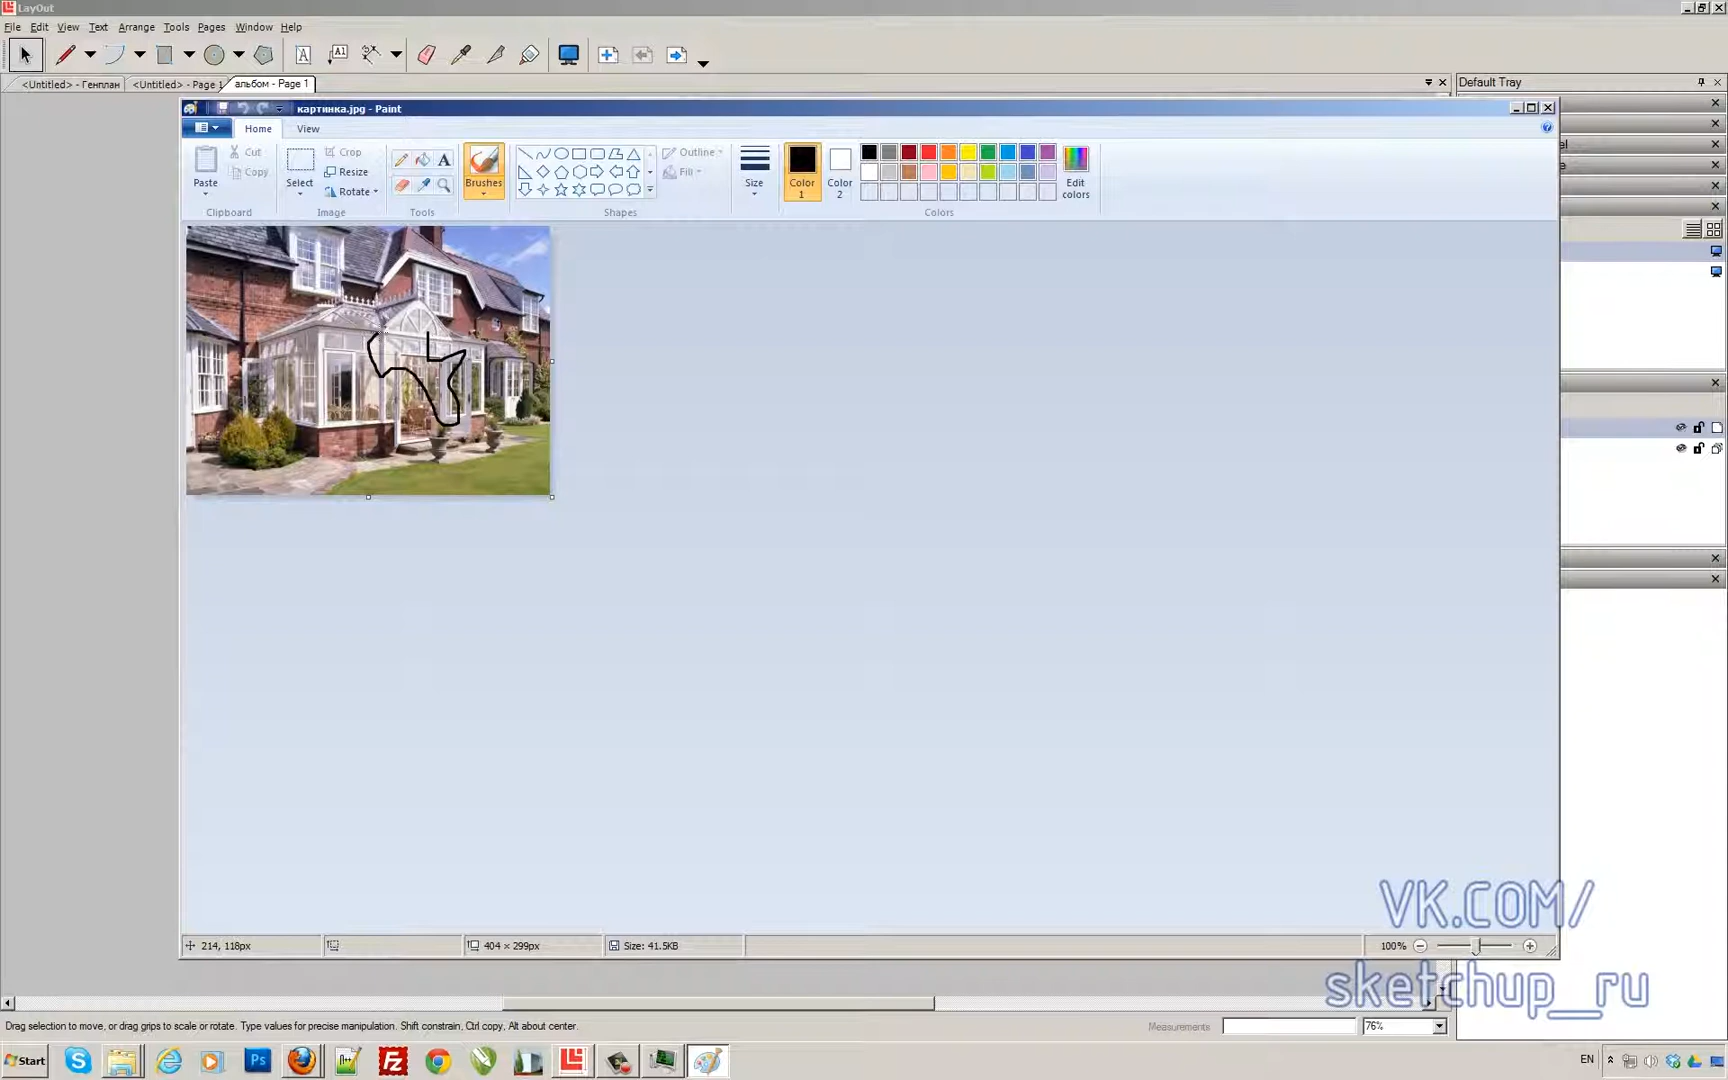 LayOut
File Edit View Text Arrange Tools Pages Window Help
<Untitled> - Генплан <Untitled> - Page 1 альбом - Page 1
Default Tray
картинка.jpg - Paint
Home View
Paste Cut Copy Select Crop Resize Rotate
Brushes Outline Fill Size Color 1 Color 2 Edit colors
Clipboard Image Tools Shapes Colors
214, 118px 404 × 299px Size: 41.5KB 100%
VK.COM/
sketchup_ru
Drag selection to move, or drag grips to scale or rotate. Type values for precise manipulation. Shift constrain, Ctrl copy, Alt about center. Measurements 76%
Start EN